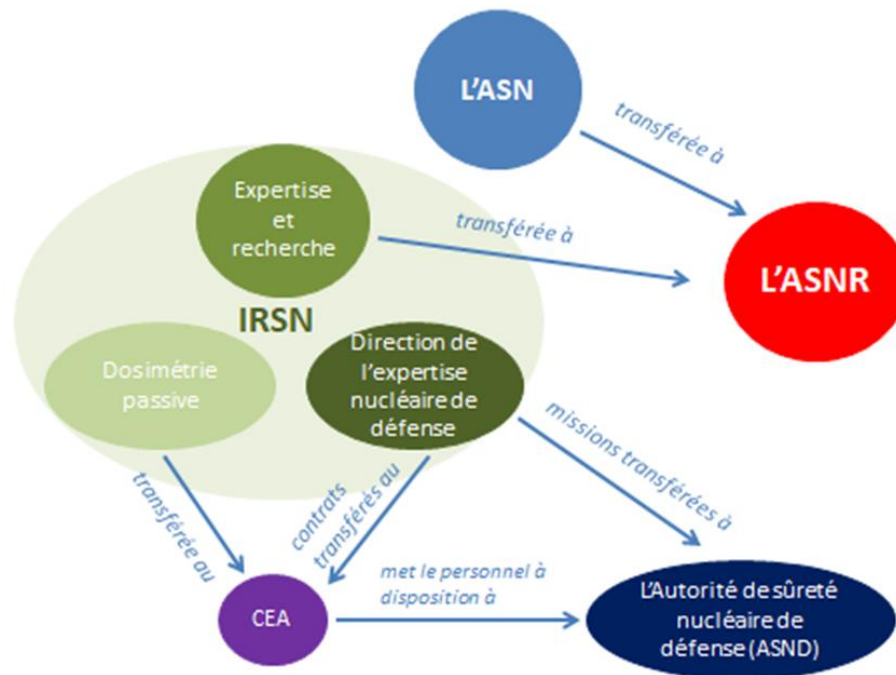 L'ASN
transférée à
Expertise
et
recherche
transférée à
L'ASNR
IRSN
Dosimétrie
passive
Direction de
l'expertise
nucléaire de
défense
missions transférées à
transférée au
contrats
transférés au
CEA
met le personnel à
disposition à
L'Autorité de sûreté
nucléaire de
défense (ASND)